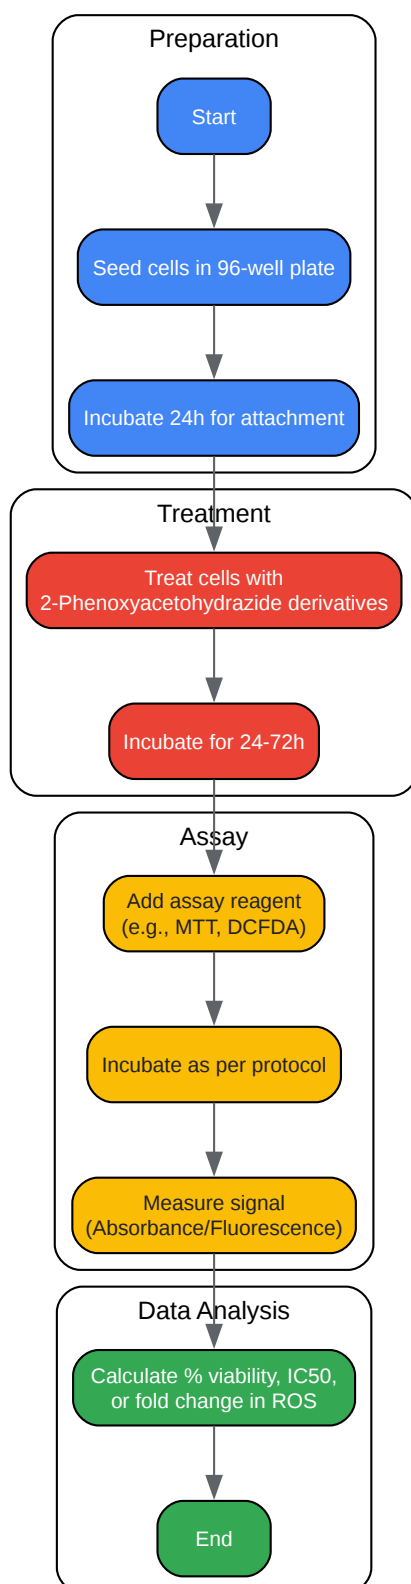 Preparation
Start
Seed cells in 96-well plate
Incubate 24h for attachment
Treatment
Treat cells with
2-Phenoxyacetohydrazide derivatives
Incubate for 24-72h
Assay
Add assay reagent
(e.g., MTT, DCFDA)
Incubate as per protocol
Measure signal
(Absorbance/Fluorescence)
Data Analysis
Calculate % viability, IC50,
or fold change in ROS
End